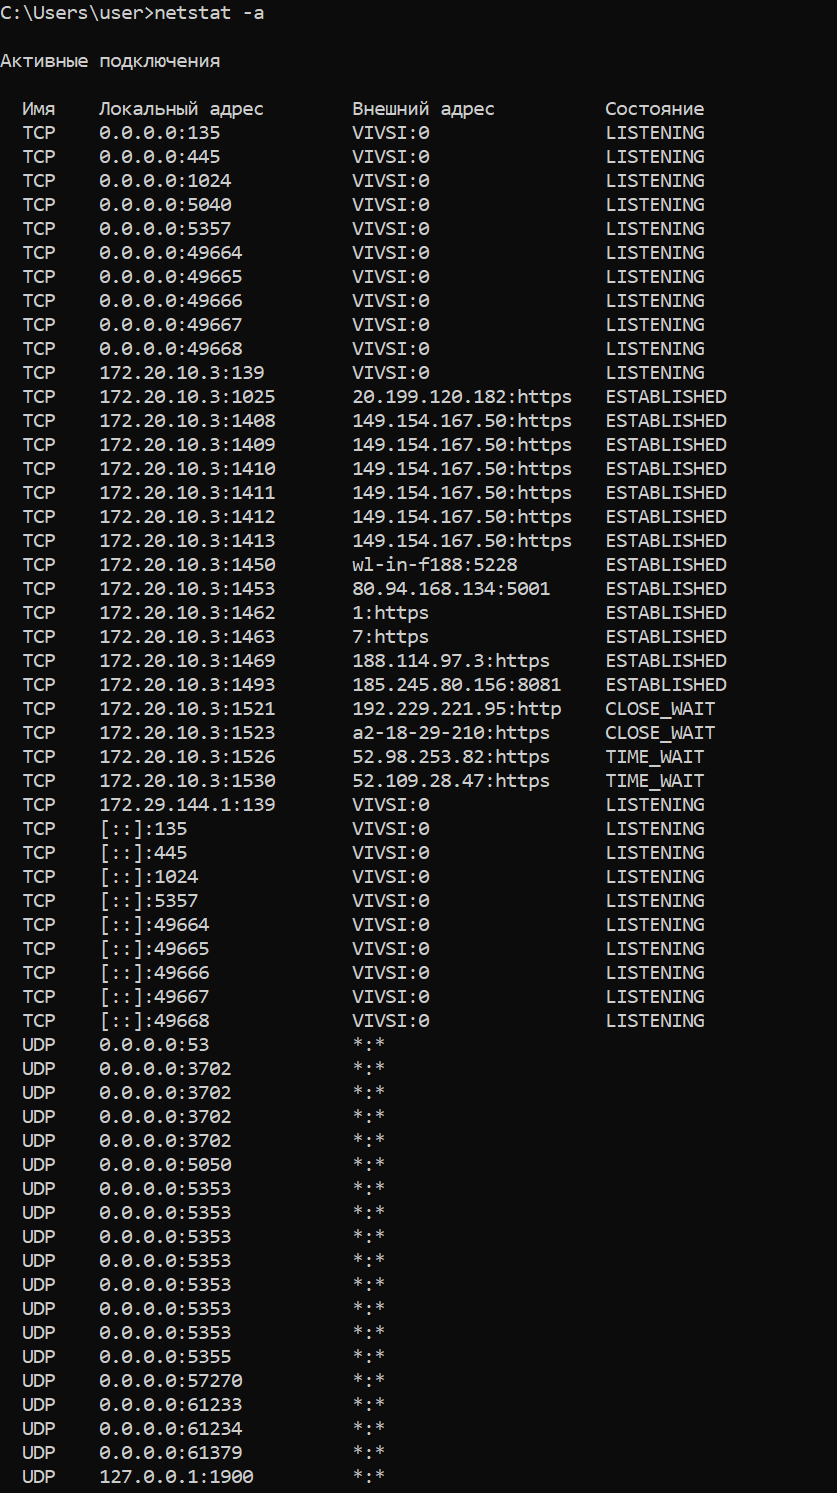 C:\Users\user>netstat -a
Активные подключения
Имя Локальный адрес Внешний адрес Состояние
TCP 0.0.0.0:135 VIVSI:0 LISTENING
TCP 0.0.0.0:445 VIVSI:0 LISTENING
TCP 0.0.0.0:1024 VIVSI:0 LISTENING
TCP 0.0.0.0:5040 VIVSI:0 LISTENING
TCP 0.0.0.0:5357 VIVSI:0 LISTENING
TCP 0.0.0.0:49664 VIVSI:0 LISTENING
TCP 0.0.0.0:49665 VIVSI:0 LISTENING
TCP 0.0.0.0:49666 VIVSI:0 LISTENING
TCP 0.0.0.0:49667 VIVSI:0 LISTENING
TCP 0.0.0.0:49668 VIVSI:0 LISTENING
TCP 172.20.10.3:139 VIVSI:0 LISTENING
TCP 172.20.10.3:1025 20.199.120.182:https ESTABLISHED
TCP 172.20.10.3:1408 149.154.167.50:https ESTABLISHED
TCP 172.20.10.3:1409 149.154.167.50:https ESTABLISHED
TCP 172.20.10.3:1410 149.154.167.50:https ESTABLISHED
TCP 172.20.10.3:1411 149.154.167.50:https ESTABLISHED
TCP 172.20.10.3:1412 149.154.167.50:https ESTABLISHED
TCP 172.20.10.3:1413 149.154.167.50:https ESTABLISHED
TCP 172.20.10.3:1450 wl-in-f188:5228 ESTABLISHED
TCP 172.20.10.3:1453 80.94.168.134:5001 ESTABLISHED
TCP 172.20.10.3:1462 1:https ESTABLISHED
TCP 172.20.10.3:1463 7:https ESTABLISHED
TCP 172.20.10.3:1469 188.114.97.3:https ESTABLISHED
TCP 172.20.10.3:1493 185.245.80.156:8081 ESTABLISHED
TCP 172.20.10.3:1521 192.229.221.95:http CLOSE_WAIT
TCP 172.20.10.3:1523 a2-18-29-210:https CLOSE_WAIT
TCP 172.20.10.3:1526 52.98.253.82:https TIME_WAIT
TCP 172.20.10.3:1530 52.109.28.47:https TIME_WAIT
TCP 172.29.144.1:139 VIVSI:0 LISTENING
TCP [::]:135 VIVSI:0 LISTENING
TCP [::]:445 VIVSI:0 LISTENING
TCP [::]:1024 VIVSI:0 LISTENING
TCP [::]:5357 VIVSI:0 LISTENING
TCP [::]:49664 VIVSI:0 LISTENING
TCP [::]:49665 VIVSI:0 LISTENING
TCP [::]:49666 VIVSI:0 LISTENING
TCP [::]:49667 VIVSI:0 LISTENING
TCP [::]:49668 VIVSI:0 LISTENING
UDP 0.0.0.0:53 *:*
UDP 0.0.0.0:3702 *:*
UDP 0.0.0.0:3702 *:*
UDP 0.0.0.0:3702 *:*
UDP 0.0.0.0:3702 *:*
UDP 0.0.0.0:5050 *:*
UDP 0.0.0.0:5353 *:*
UDP 0.0.0.0:5353 *:*
UDP 0.0.0.0:5353 *:*
UDP 0.0.0.0:5353 *:*
UDP 0.0.0.0:5353 *:*
UDP 0.0.0.0:5353 *:*
UDP 0.0.0.0:5353 *:*
UDP 0.0.0.0:5355 *:*
UDP 0.0.0.0:57270 *:*
UDP 0.0.0.0:61233 *:*
UDP 0.0.0.0:61234 *:*
UDP 0.0.0.0:61379 *:*
UDP 127.0.0.1:1900 *:*